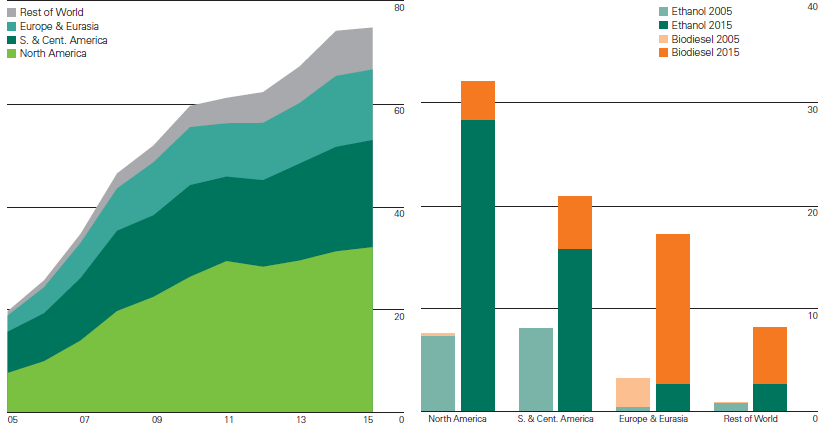 Rest of World
Europe & Eurasia
S. & Cent. America
North America
80
60
40
20
0
05
07
09
11
13
15
Ethanol 2005
Ethanol 2015
Biodiesel 2005
Biodiesel 2015
40
30
20
10
0
North America
S. & Cent. America
Europe & Eurasia
Rest of World